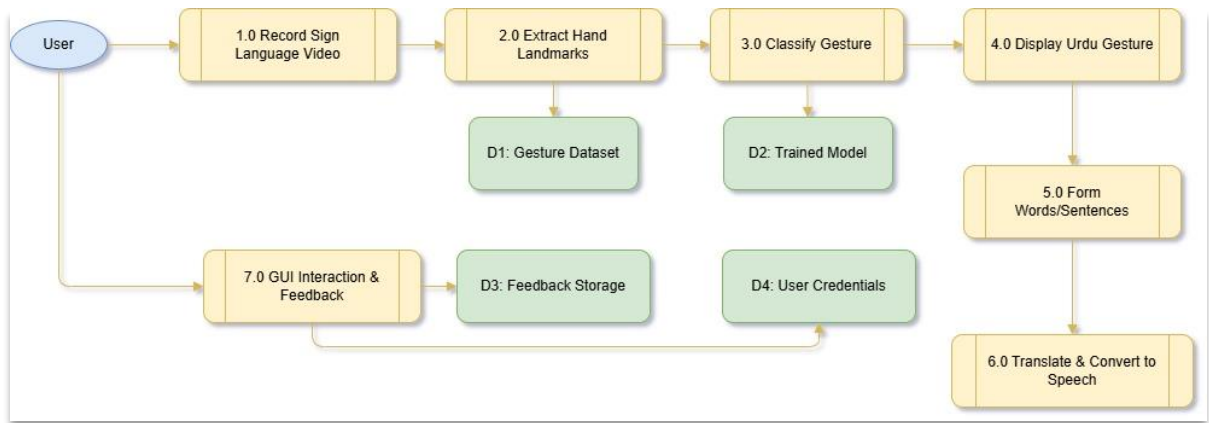 User
1.0 Record Sign
Language Video
2.0 Extract Hand
Landmarks
3.0 Classify Gesture
4.0 Display Urdu Gesture
D1: Gesture Dataset
D2: Trained Model
5.0 Form
Words/Sentences
7.0 GUI Interaction &
Feedback
D3: Feedback Storage
D4: User Credentials
6.0 Translate & Convert to
Speech